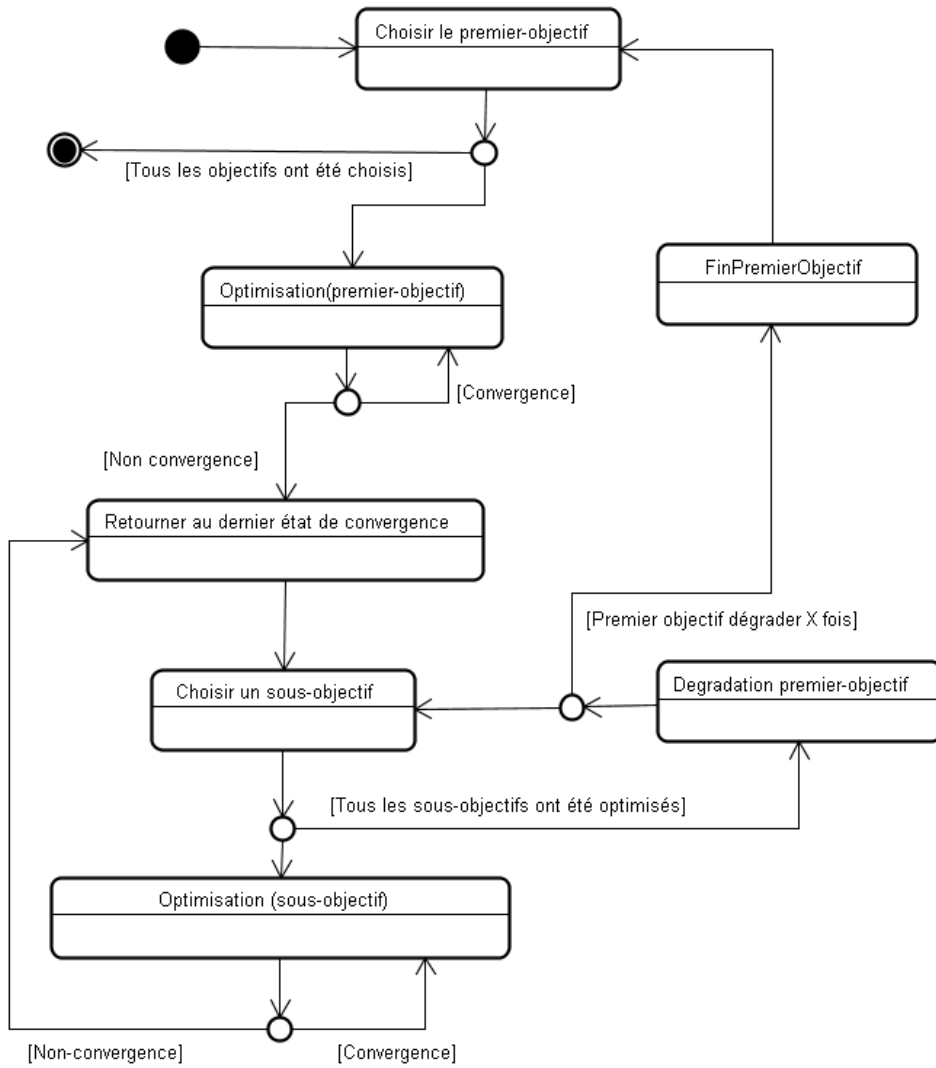 Choisir le premier-objectif
[Tous les objectifs ont été choisis]
FinPremierObjectif
Optimisation(premier-objectif)
[Convergence]
[Non convergence]
Retourner au dernier état de convergence
[Premier objectif dégrader X fois]
Choisir un sous-objectif
Degradation premier-objectif
[Tous les sous-objectifs ont été optimisés]
Optimisation (sous-objectif)
[Non-convergence]
[Convergence]